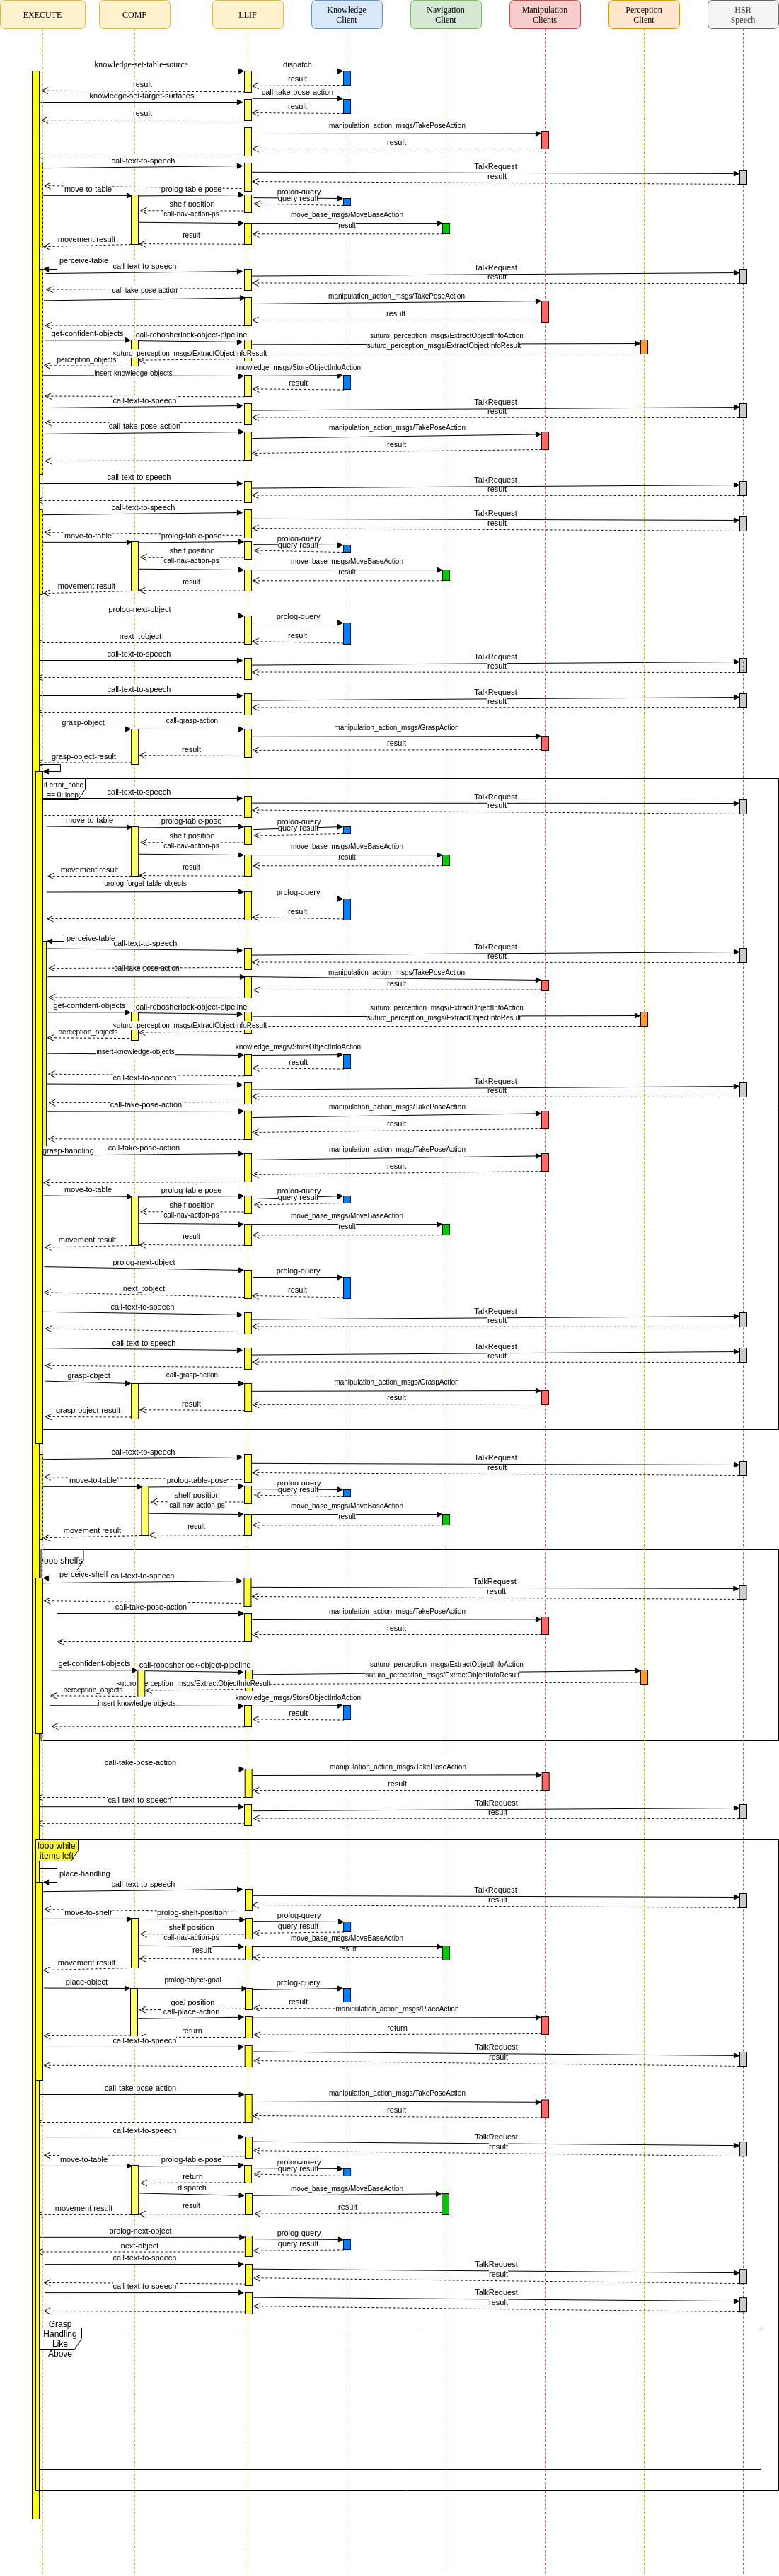 EXECUTE
COMF
LLIF
Knowledge
Client
Navigation
Client
Manipulation
Clients
Perception
Client
HSR
Speech
knowledge-set-table-source
dispatch
result
result
knowledge-set-target-surfaces
call-take-pose-action
result
result
manipulation_action_msgs/TakePoseAction
result
call-text-to-speech
TalkRequest
result
move-to-table
prolog-table-pose
prolog-query
query result
shelf position
call-nav-action-ps
move_base_msgs/MoveBaseAction
result
result
movement result
perceive-table
call-text-to-speech
TalkRequest
result
call-take-pose-action
manipulation_action_msgs/TakePoseAction
result
get-confident-objects
call-robosherlock-object-pipeline
suturo_perception_msgs/ExtractObjectInfoAction
suturo_perception_msgs/ExtractObjectInfoResult
suturo_perception_msgs/ExtractObjectInfoResult
perception_objects
knowledge_msgs/StoreObjectInfoAction
insert-knowledge-objects
result
call-text-to-speech
TalkRequest
result
call-take-pose-action
manipulation_action_msgs/TakePoseAction
result
call-text-to-speech
TalkRequest
result
call-text-to-speech
TalkRequest
result
move-to-table
prolog-table-pose
prolog-query
query result
shelf position
call-nav-action-ps
move_base_msgs/MoveBaseAction
result
result
movement result
prolog-next-object
prolog-query
next_:object
result
call-text-to-speech
TalkRequest
result
call-text-to-speech
TalkRequest
result
grasp-object
call-grasp-action
manipulation_action_msgs/GraspAction
result
result
grasp-object-result
if error_code
== 0; loop
call-text-to-speech
TalkRequest
result
move-to-table
prolog-table-pose
prolog-query
query result
shelf position
call-nav-action-ps
move_base_msgs/MoveBaseAction
result
result
movement result
prolog-forget-table-objects
prolog-query
result
perceive-table
call-text-to-speech
TalkRequest
result
call-take-pose-action
manipulation_action_msgs/TakePoseAction
result
get-confident-objects
call-robosherlock-object-pipeline
suturo_perception_msgs/ExtractObjectInfoAction
suturo_perception_msgs/ExtractObjectInfoResult
suturo_perception_msgs/ExtractObjectInfoResult
perception_objects
knowledge_msgs/StoreObjectInfoAction
insert-knowledge-objects
result
call-text-to-speech
TalkRequest
result
call-take-pose-action
manipulation_action_msgs/TakePoseAction
result
grasp-handling
call-take-pose-action
manipulation_action_msgs/TakePoseAction
result
move-to-table
prolog-table-pose
prolog-query
query result
shelf position
call-nav-action-ps
move_base_msgs/MoveBaseAction
result
result
movement result
prolog-next-object
prolog-query
next_:object
result
call-text-to-speech
TalkRequest
result
call-text-to-speech
TalkRequest
result
grasp-object
call-grasp-action
manipulation_action_msgs/GraspAction
result
result
grasp-object-result
call-text-to-speech
TalkRequest
result
move-to-table
prolog-table-pose
prolog-query
query result
shelf position
call-nav-action-ps
move_base_msgs/MoveBaseAction
result
result
movement result
loop shelfs
perceive-shelf
call-text-to-speech
TalkRequest
result
call-take-pose-action
manipulation_action_msgs/TakePoseAction
result
get-confident-objects
call-robosherlock-object-pipeline
suturo_perception_msgs/ExtractObjectInfoAction
suturo_perception_msgs/ExtractObjectInfoResult
suturo_perception_msgs/ExtractObjectInfoResult
perception_objects
knowledge_msgs/StoreObjectInfoAction
insert-knowledge-objects
result
call-take-pose-action
manipulation_action_msgs/TakePoseAction
result
call-text-to-speech
TalkRequest
result
loop while
items left
place-handling
call-text-to-speech
TalkRequest
result
move-to-shelf
prolog-shelf-position
prolog-query
query result
shelf position
call-nav-action-ps
move_base_msgs/MoveBaseAction
result
result
movement result
place-object
prolog-object-goal
prolog-query
goal position
result
call-place-action
manipulation_action_msgs/PlaceAction
return
return
call-text-to-speech
TalkRequest
result
call-take-pose-action
manipulation_action_msgs/TakePoseAction
result
call-text-to-speech
TalkRequest
result
move-to-table
prolog-table-pose
prolog-query
query result
return
dispatch
move_base_msgs/MoveBaseAction
result
result
movement result
prolog-next-object
prolog-query
next-object
query result
call-text-to-speech
TalkRequest
result
call-text-to-speech
TalkRequest
result
Grasp
Handling
Like
Above